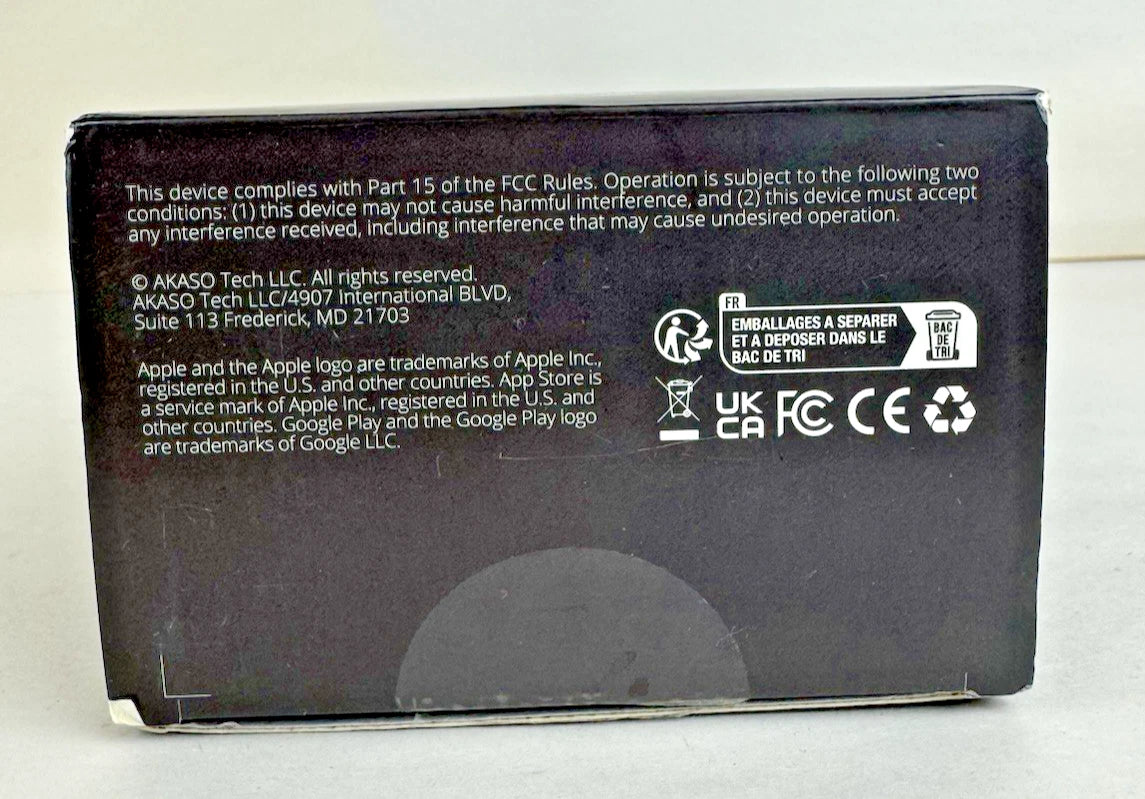 This device complies with Part 15 of the FCC Rules. Operation is subject to the following two
conditions: (1) this device may not cause harmful interference, and (2) this device must accept
any interference received, including interference that may cause undesired operation.
© AKASO Tech LLC. All rights reserved.
AKASO Tech LLC/4907 International BLVD,
Suite 113 Frederick, MD 21703
Apple and the Apple logo are trademarks of Apple Inc.,
registered in the U.S. and other countries. App Store is
a service mark of Apple Inc., registered in the U.S. and
other countries. Google Play and the Google Play logo
are trademarks of Google LLC.
FR
EMBALLAGES A SEPARER
ET A DEPOSER DANS LE
BAC DE TRI
BAC
DE
TRI
UK
CA
FC
CE